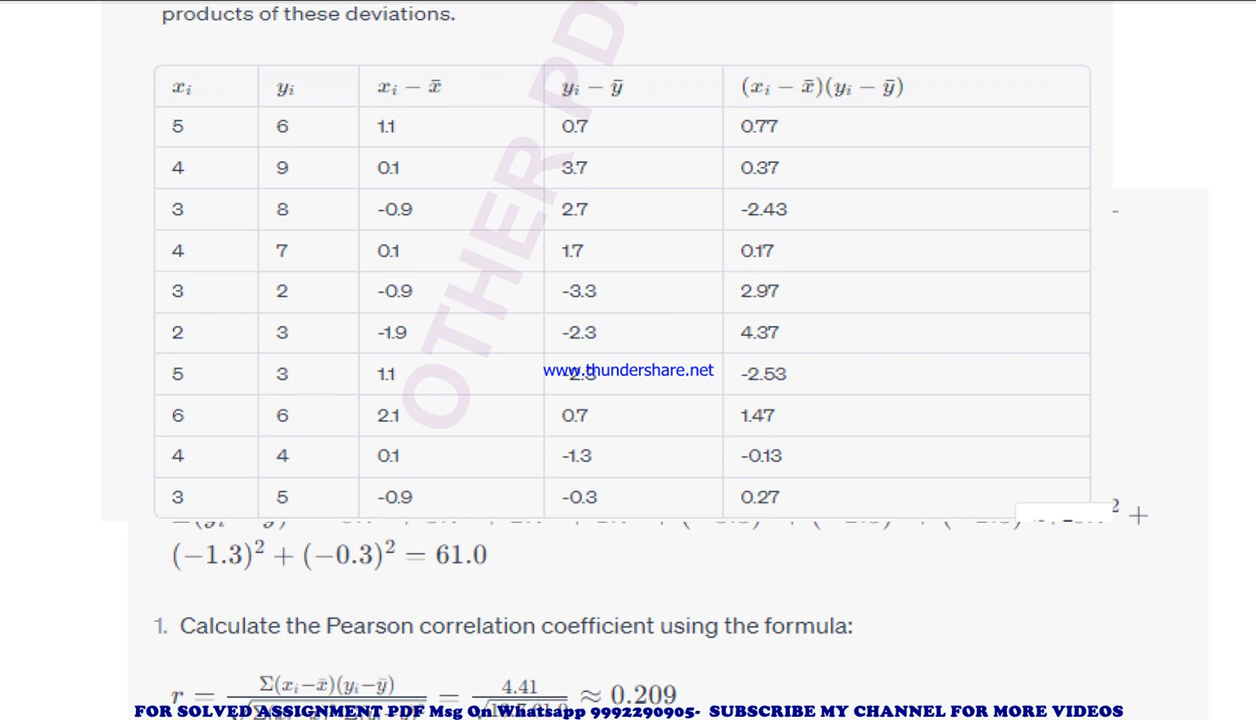 products of these deviations.
xᵢ yᵢ xᵢ − x̄ yᵢ − ȳ (xᵢ − x̄)(yᵢ − ȳ)
5 6 1.1 0.7 0.77
4 9 0.1 3.7 0.37
3 8 -0.9 2.7 -2.43
4 7 0.1 1.7 0.17
3 2 -0.9 -3.3 2.97
2 3 -1.9 -2.3 4.37
5 3 1.1 -2.3 -2.53
www.thundershare.net
6 6 2.1 0.7 1.47
4 4 0.1 -1.3 -0.13
3 5 -0.9 -0.3 0.27
² +
(−1.3)² + (−0.3)² = 61.0
1. Calculate the Pearson correlation coefficient using the formula:
r = Σ(xᵢ−x̄)(yᵢ−ȳ) = 4.41 ≈ 0.209
FOR SOLVED ASSIGNMENT PDF Msg On Whatsapp 9992290905- SUBSCRIBE MY CHANNEL FOR MORE VIDEOS
OTHER PDF